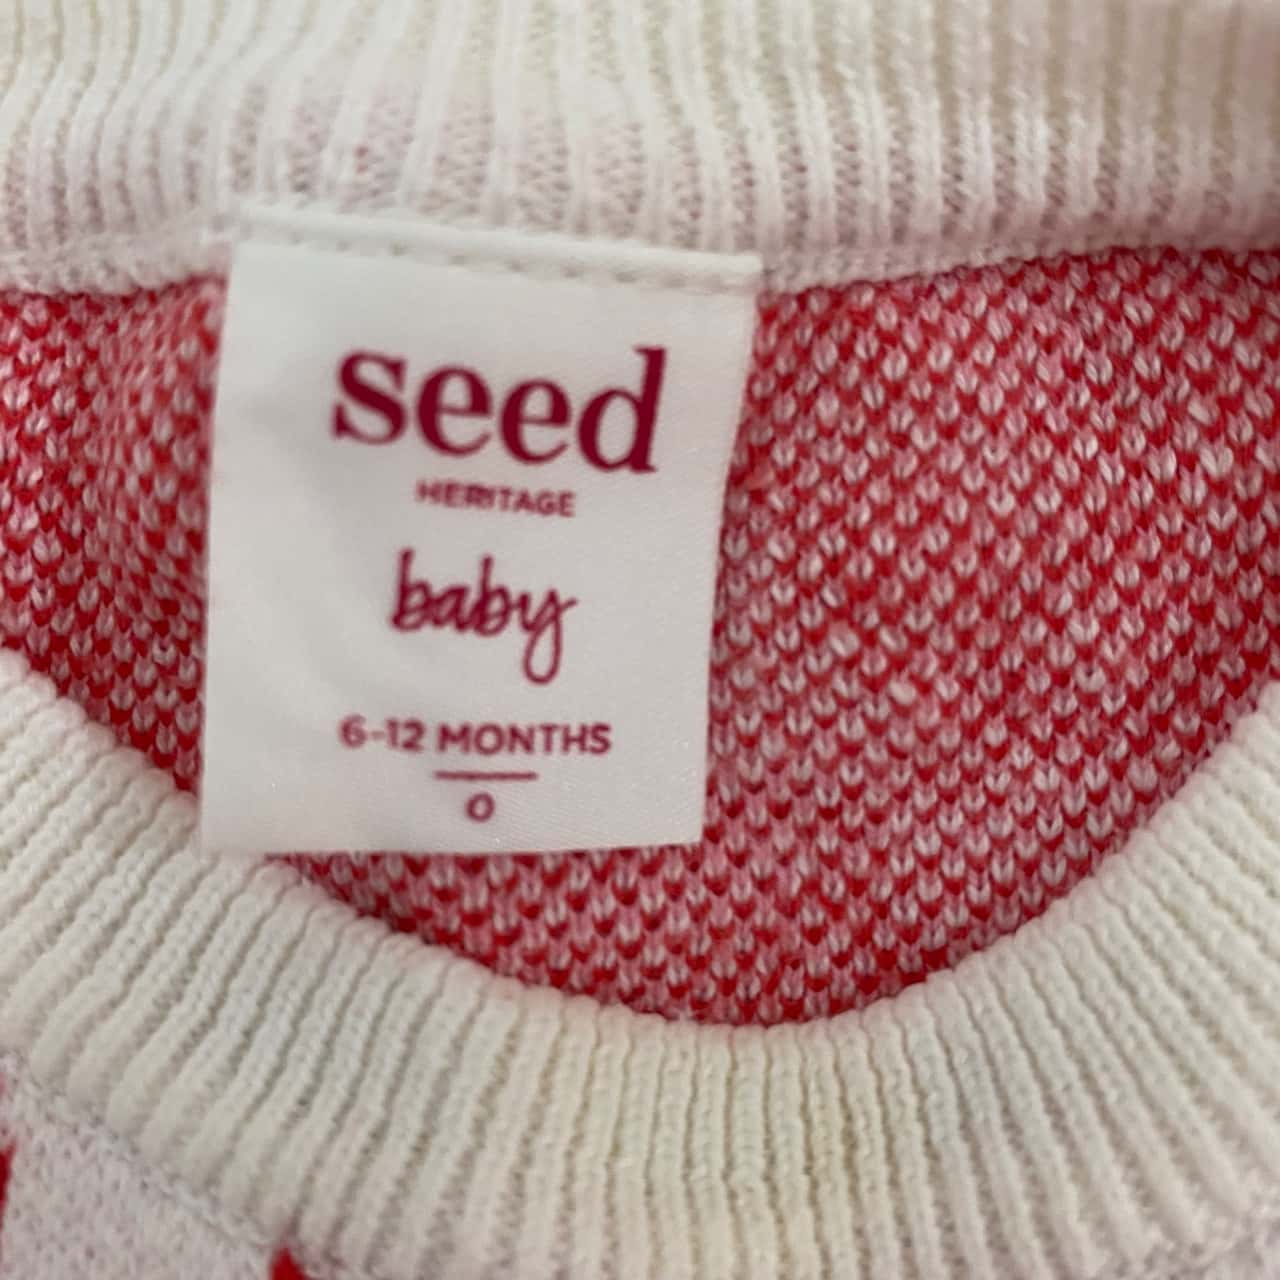 seed
HERITAGE
baby
6-12 MONTHS
0